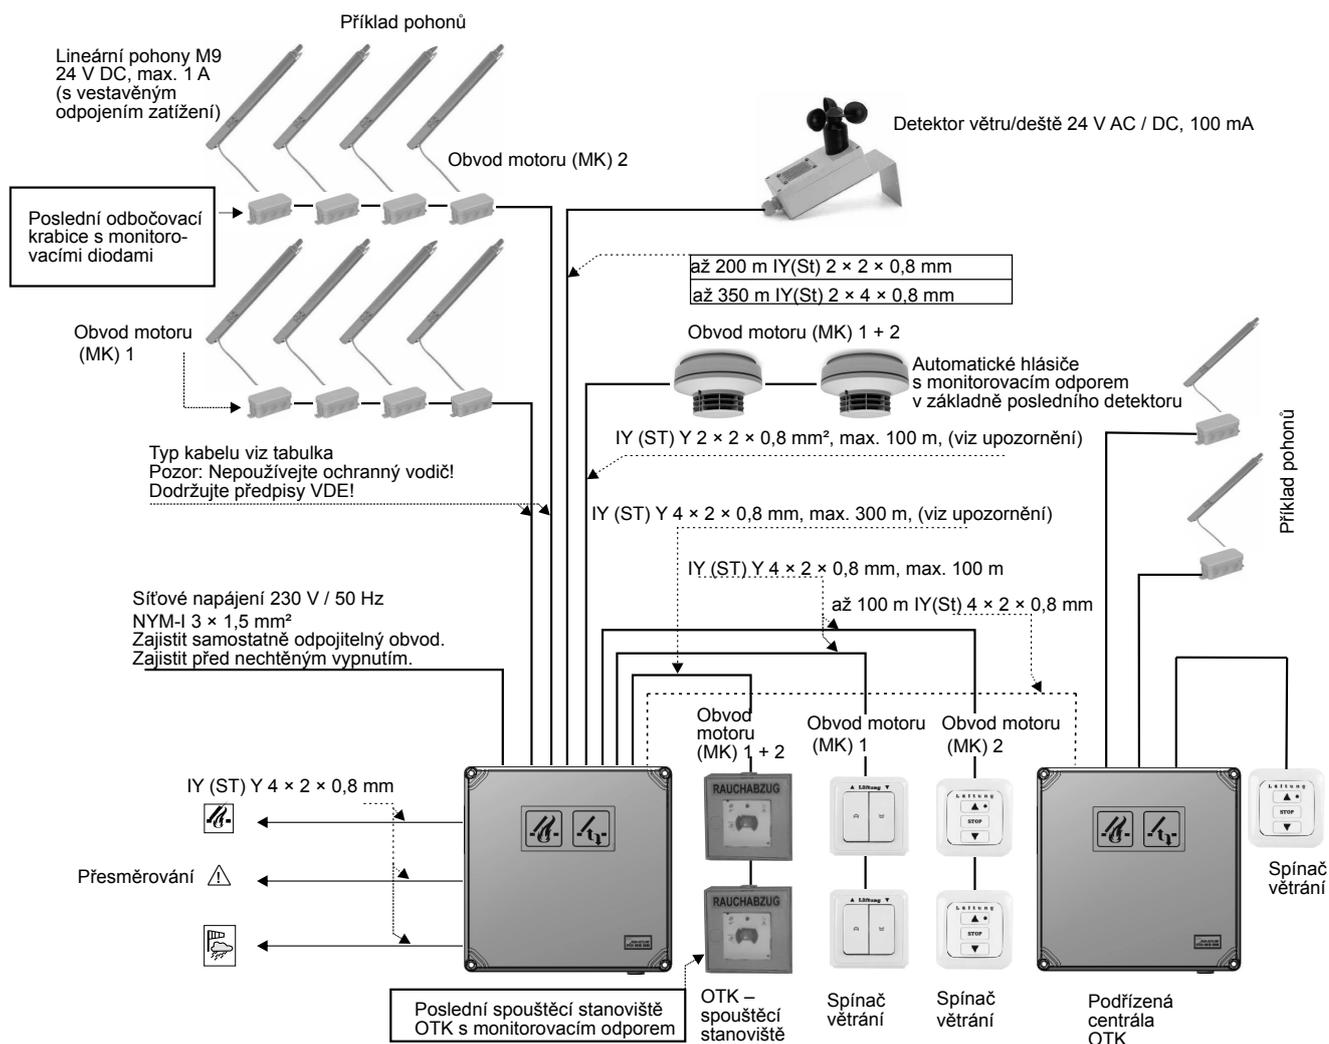 Příklad pohonů
Lineární pohony M9
24 V DC, max. 1 A
(s vestavěným
odpojením zatížení)
Detektor větru/deště 24 V AC / DC, 100 mA
Obvod motoru (MK) 2
Poslední odbočovací
krabice s monitoro-
vacími diodami
až 200 m IY(St) 2 × 2 × 0,8 mm
až 350 m IY(St) 2 × 4 × 0,8 mm
Obvod motoru
(MK) 1
Obvod motoru (MK) 1 + 2
Automatické hlásiče
s monitorovacím odporem
v základně posledního detektoru
Příklad pohonů
IY (ST) Y 2 × 2 × 0,8 mm², max. 100 m, (viz upozornění)
Typ kabelu viz tabulka
Pozor: Nepoužívejte ochranný vodič!
Dodržujte předpisy VDE!
IY (ST) Y 4 × 2 × 0,8 mm, max. 300 m, (viz upozornění)
IY (ST) Y 4 × 2 × 0,8 mm, max. 100 m
až 100 m IY(St) 4 × 2 × 0,8 mm
Síťové napájení 230 V / 50 Hz
NYM-I 3 × 1,5 mm²
Zajistit samostatně odpojitelný obvod.
Zajistit před nechtěným vypnutím.
Obvod
motoru
(MK) 1 + 2
Obvod motoru
(MK) 1
Obvod motoru
(MK) 2
IY (ST) Y 4 × 2 × 0,8 mm
Přesměrování
RAUCHABZUG
RAUCHABZUG
▲ Lüftung ▼
▲ Lüftung ▼
Lüftung
STOP
Lüftung
STOP
Lüftung
STOP
Spínač
větrání
Poslední spouštěcí stanoviště
OTK s monitorovacím odporem
OTK –
spouštěcí
stanoviště
Spínač
větrání
Spínač
větrání
Podřízená
centrála
OTK